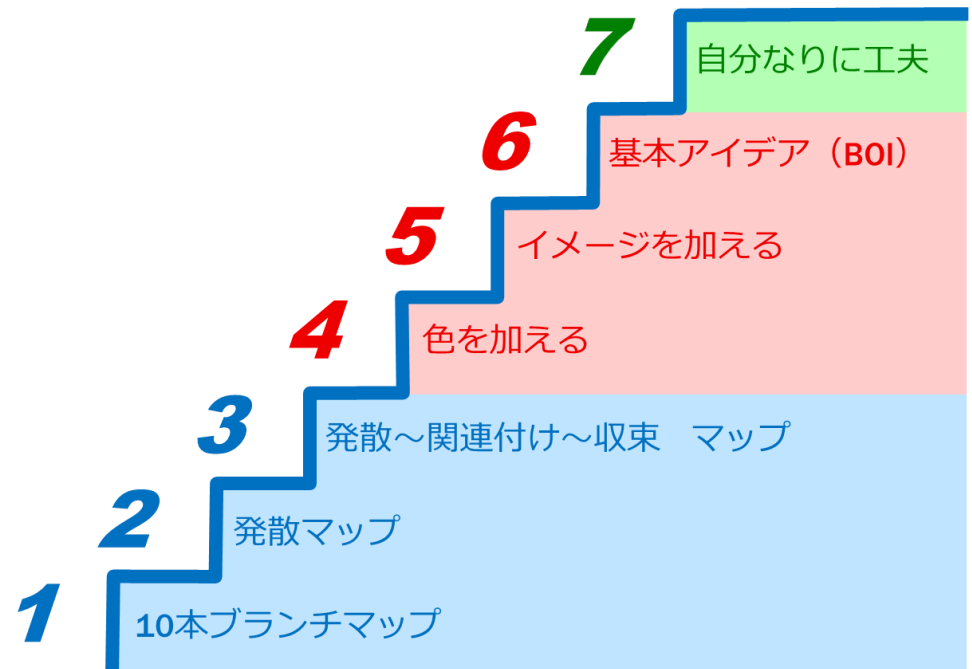 7
自分なりに工夫
6
基本アイデア（BOI）
5
イメージを加える
4
色を加える
3
発散～関連付け～収束　マップ
2
発散マップ
1
10本ブランチマップ